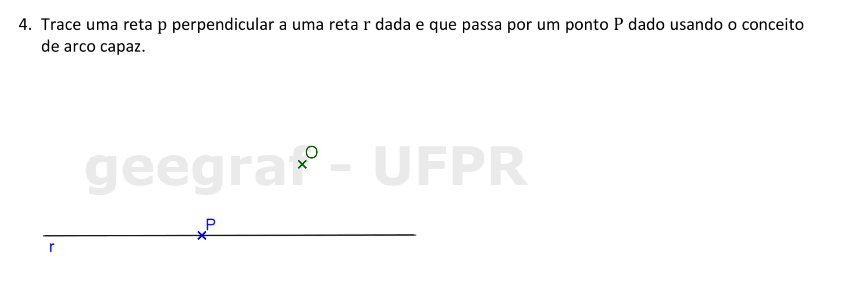 4. Trace uma reta p perpendicular a uma reta r dada e que passa por um ponto P dado usando o conceito
de arco capaz.
O
geegraf - UFPR
P
r